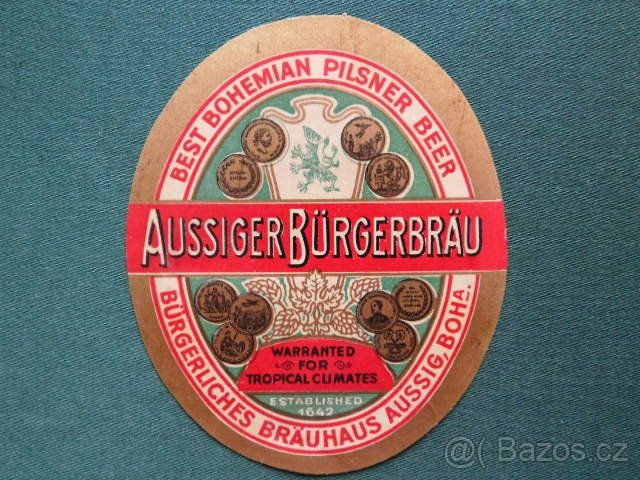 BEST BOHEMIAN PILSNER BEER
AUSSIGER BÜRGERBRÄU
WARRANTED
FOR
TROPICAL CLIMATES
ESTABLISHED
1642
BÜRGERLICHES BRÄUHAUS AUSSIG, BOHA.
@( Bazos.cz